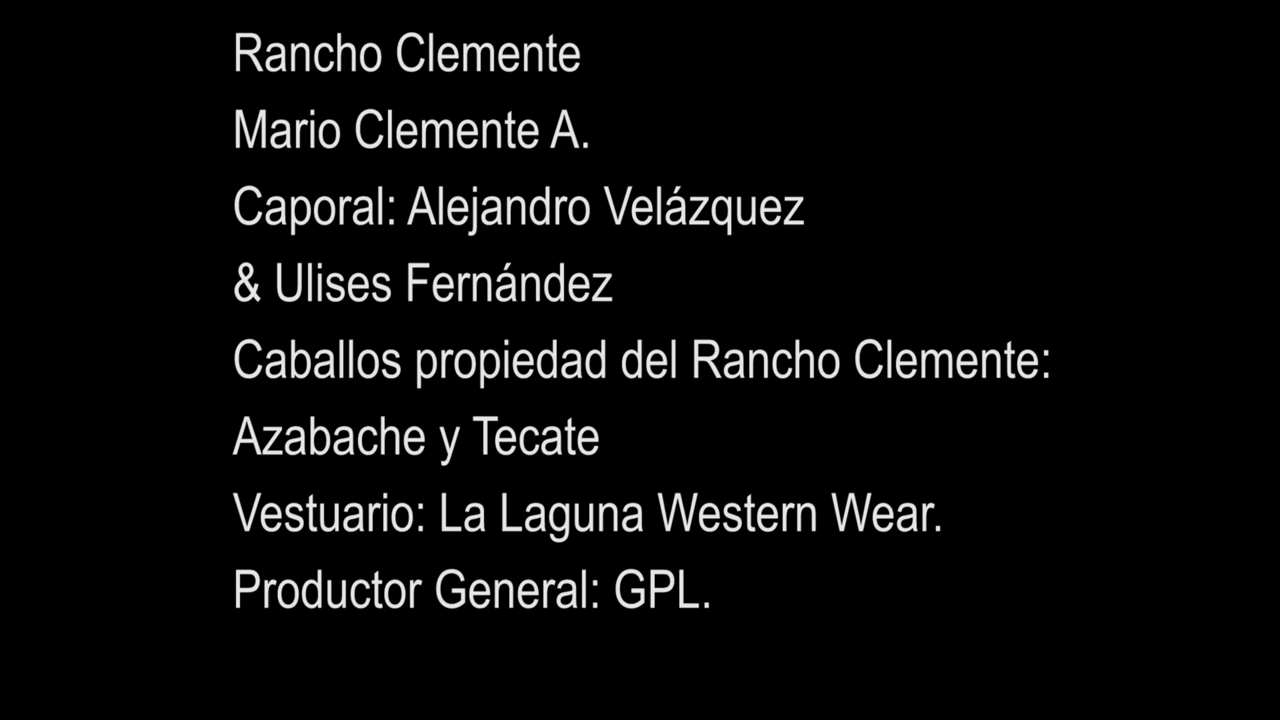 Rancho Clemente
Mario Clemente A.
Caporal: Alejandro Velázquez
& Ulises Fernández
Caballos propiedad del Rancho Clemente:
Azabache y Tecate
Vestuario: La Laguna Western Wear.
Productor General: GPL.